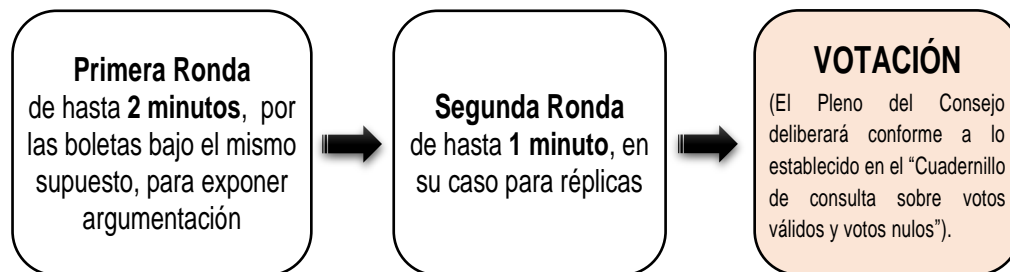 Primera Ronda
de hasta 2 minutos, por
las boletas bajo el mismo
supuesto, para exponer
argumentación
Segunda Ronda
de hasta 1 minuto, en
su caso para réplicas
VOTACIÓN
(El Pleno del Consejo
deliberará conforme a lo
establecido en el “Cuadernillo
de consulta sobre votos
válidos y votos nulos”).